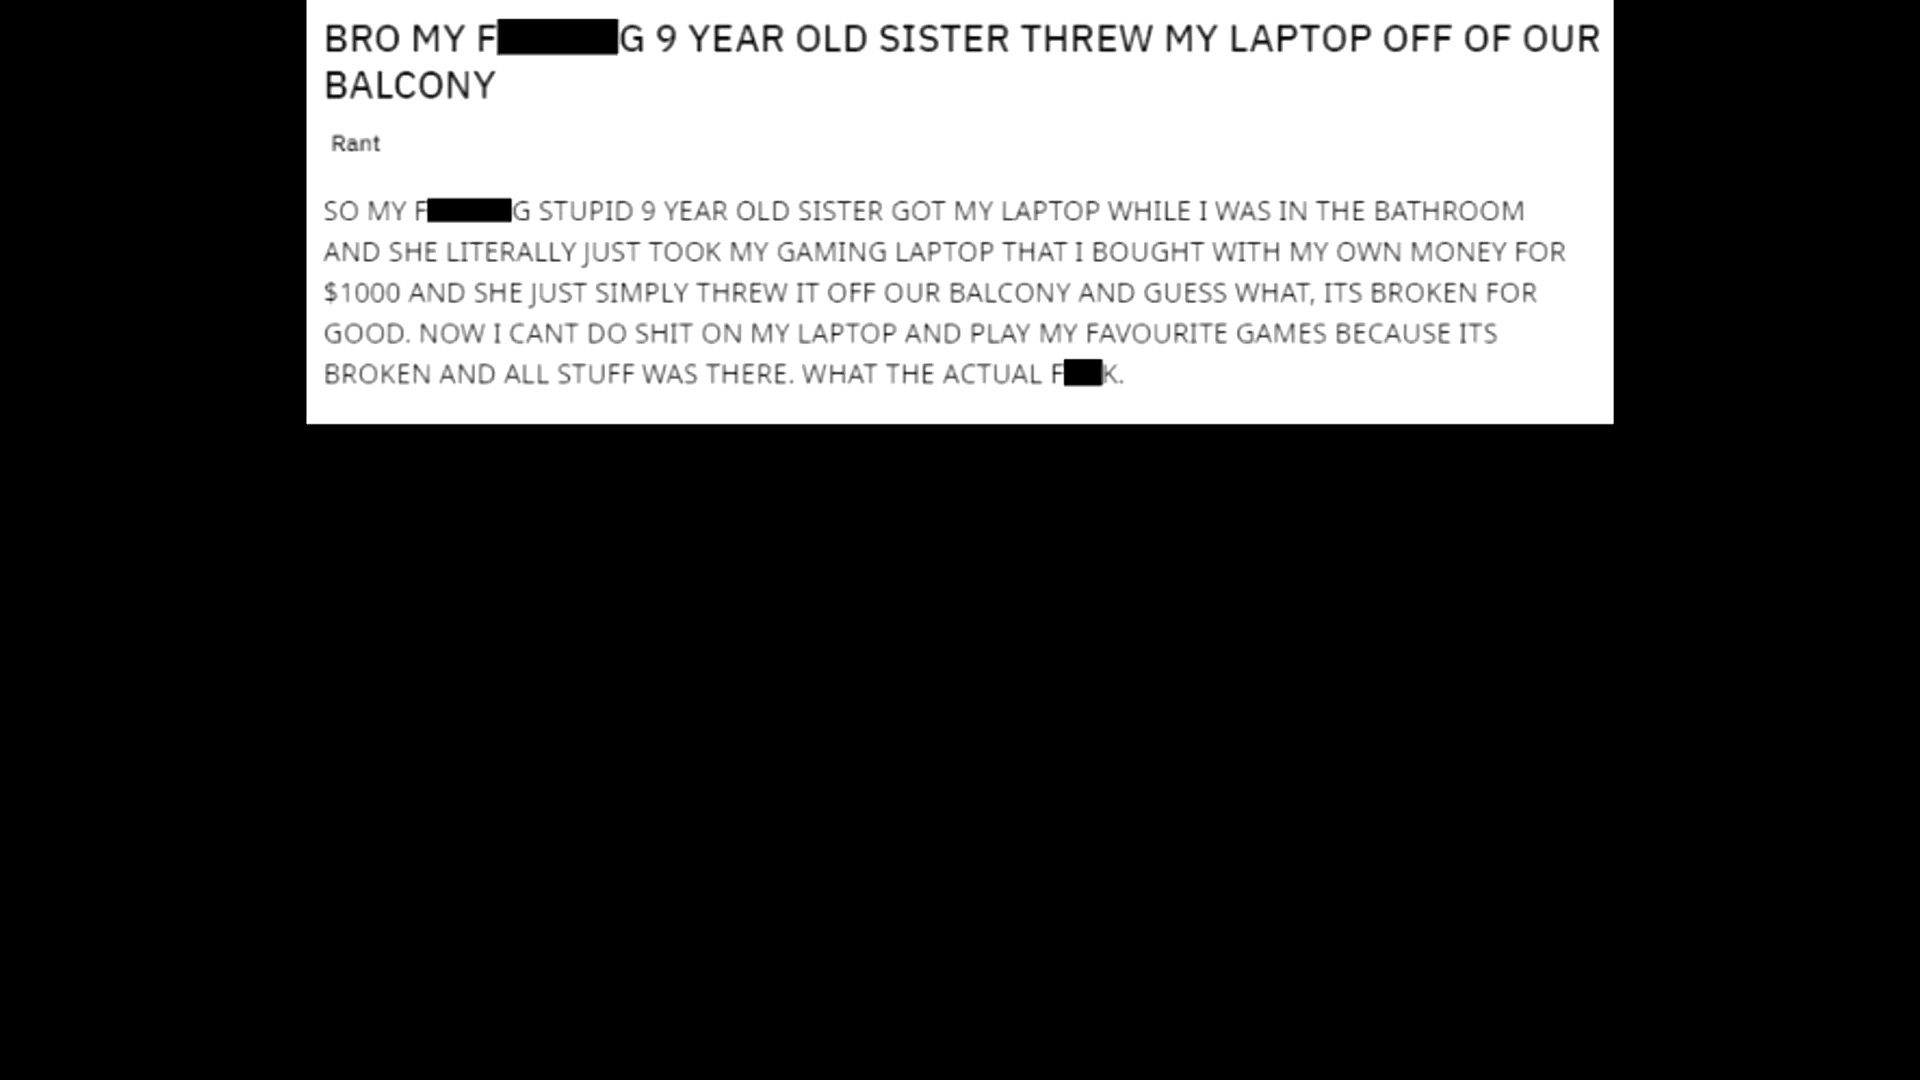 BRO MY F G 9 YEAR OLD SISTER THREW MY LAPTOP OFF OF OUR
BALCONY
Rant
SO MY F G STUPID 9 YEAR OLD SISTER GOT MY LAPTOP WHILE I WAS IN THE BATHROOM
AND SHE LITERALLY JUST TOOK MY GAMING LAPTOP THAT I BOUGHT WITH MY OWN MONEY FOR
$1000 AND SHE JUST SIMPLY THREW IT OFF OUR BALCONY AND GUESS WHAT, ITS BROKEN FOR
GOOD. NOW I CANT DO SHIT ON MY LAPTOP AND PLAY MY FAVOURITE GAMES BECAUSE ITS
BROKEN AND ALL STUFF WAS THERE. WHAT THE ACTUAL F K.